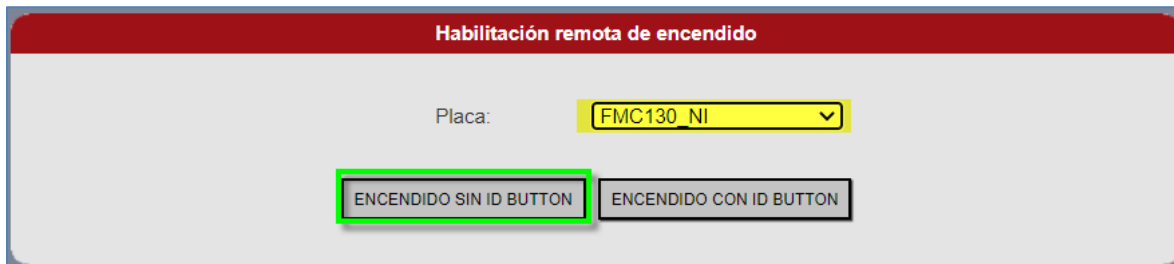 Habilitación remota de encendido
Placa: FMC130_NI
ENCENDIDO SIN ID BUTTON ENCENDIDO CON ID BUTTON